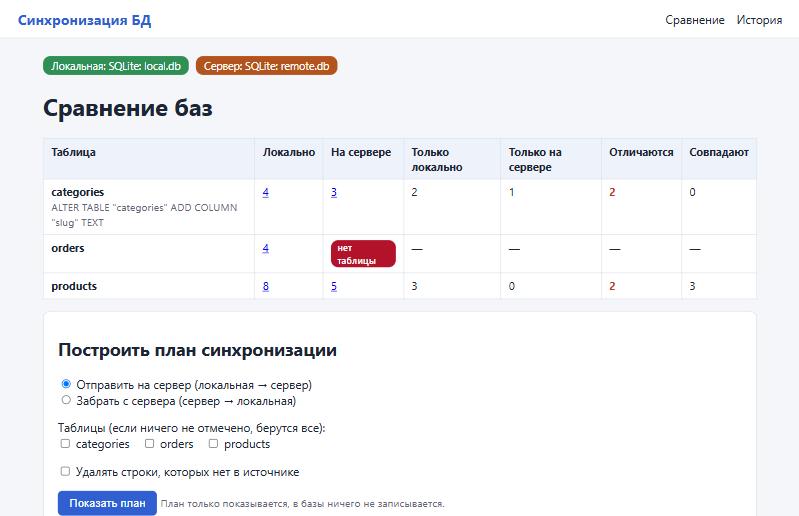 Синхронизация БД
Сравнение История
Локальная: SQLite: local.db Сервер: SQLite: remote.db
Сравнение баз
Таблица Локально На сервере Только локально Только на сервере Отличаются Совпадают
categories 4 3 2 1 2 0
ALTER TABLE "categories" ADD COLUMN
"slug" TEXT
orders 4 нет таблицы — — — —
products 8 5 3 0 2 3
Построить план синхронизации
Отправить на сервер (локальная → сервер)
Забрать с сервера (сервер → локальная)
Таблицы (если ничего не отмечено, берутся все):
categories orders products
Удалять строки, которых нет в источнике
Показать план План только показывается, в базы ничего не записывается.